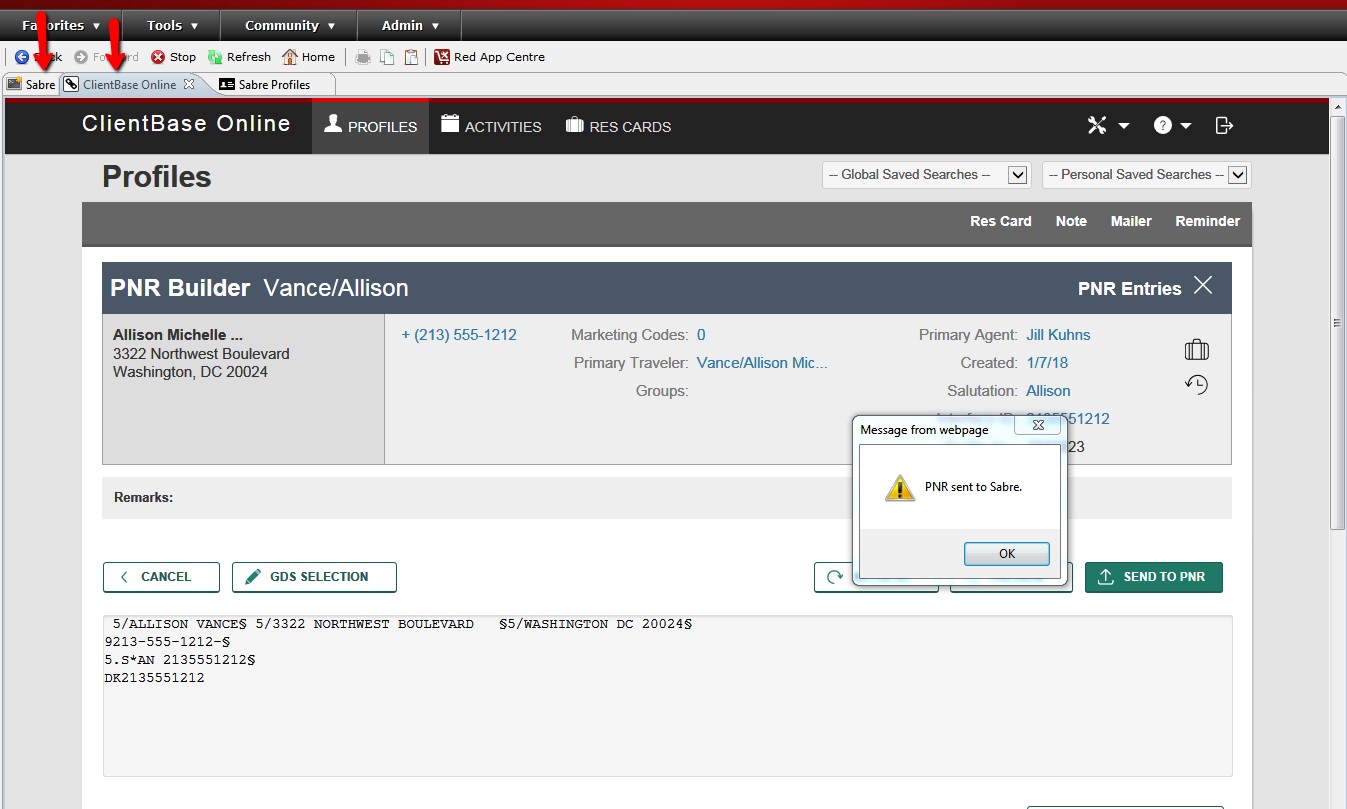 Favorites ▼ Tools ▼ Community ▼ Admin ▼
Stop Refresh Home Red App Centre
Sabre ClientBase Online Sabre Profiles
ClientBase Online PROFILES ACTIVITIES RES CARDS
Profiles -- Global Saved Searches -- -- Personal Saved Searches --
Res Card Note Mailer Reminder
PNR Builder Vance/Allison PNR Entries
Allison Michelle ...
3322 Northwest Boulevard
Washington, DC 20024
+ (213) 555-1212
Marketing Codes: 0
Primary Traveler: Vance/Allison Mic...
Groups:
Primary Agent: Jill Kuhns
Created: 1/7/18
Salutation: Allison
Interface ID: 2135551212
23
Message from webpage
PNR sent to Sabre.
OK
Remarks:
CANCEL GDS SELECTION SEND TO PNR
5/ALLISON VANCE§ 5/3322 NORTHWEST BOULEVARD §5/WASHINGTON DC 20024§
9213-555-1212-§
5.S*AN 2135551212§
DK2135551212